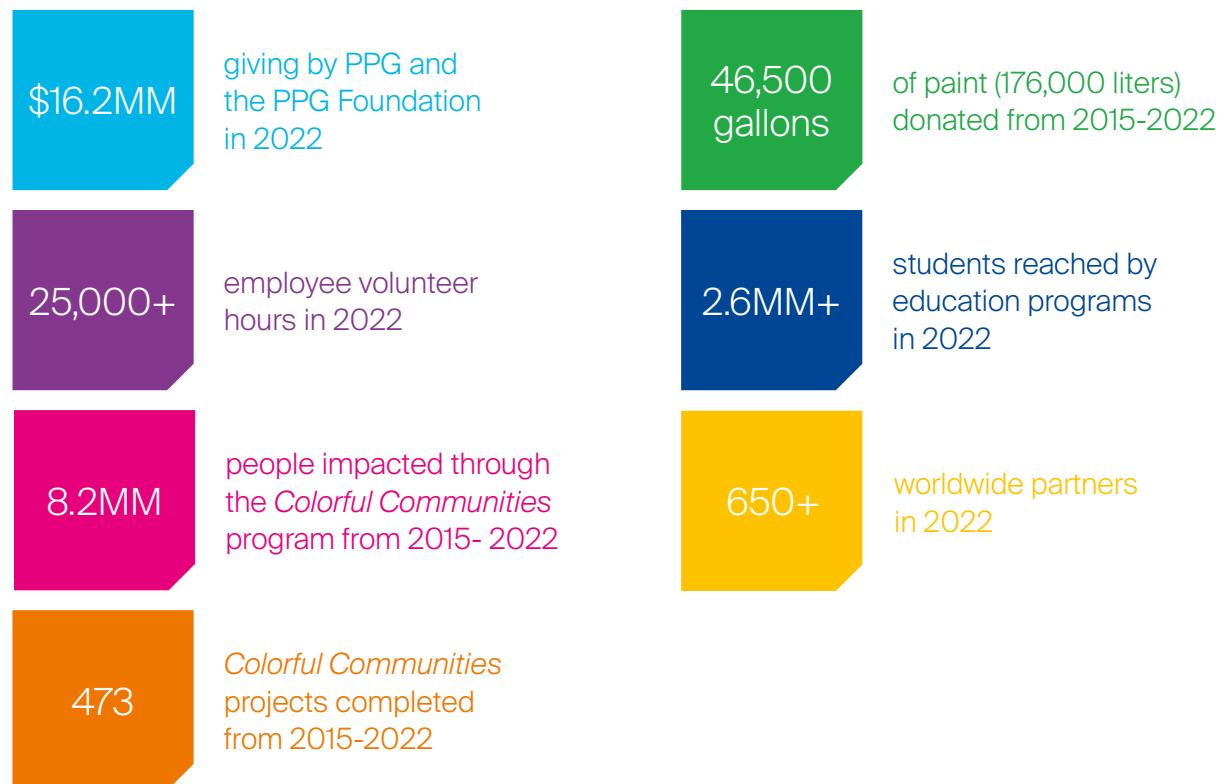 $16.2MM
giving by PPG and
the PPG Foundation
in 2022
46,500
gallons
of paint (176,000 liters)
donated from 2015-2022
25,000+
employee volunteer
hours in 2022
2.6MM+
students reached by
education programs
in 2022
8.2MM
people impacted through
the Colorful Communities
program from 2015- 2022
650+
worldwide partners
in 2022
473
Colorful Communities
projects completed
from 2015-2022